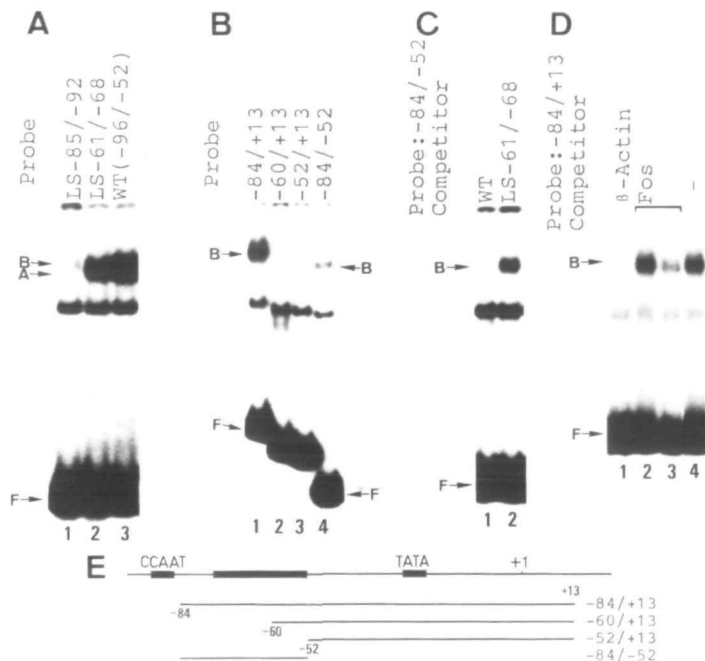 A
Probe
LS-85/-92
LS-61/-68
WT(-96/-52)
B
A
F
1 2 3
B
Probe
-84/+13
-60/+13
-52/+13
-84/-52
B
B
F
F
1 2 3 4
C
Probe:-84/-52
Competitor
WT
LS-61/-68
B
F
1 2
D
Probe:-84/+13
Competitor
β-Actin
Fos
-
B
F
1 2 3 4
E
CCAAT
TATA
+1
+13
-84
-84/+13
-60
-60/+13
-52
-52/+13
-84/-52